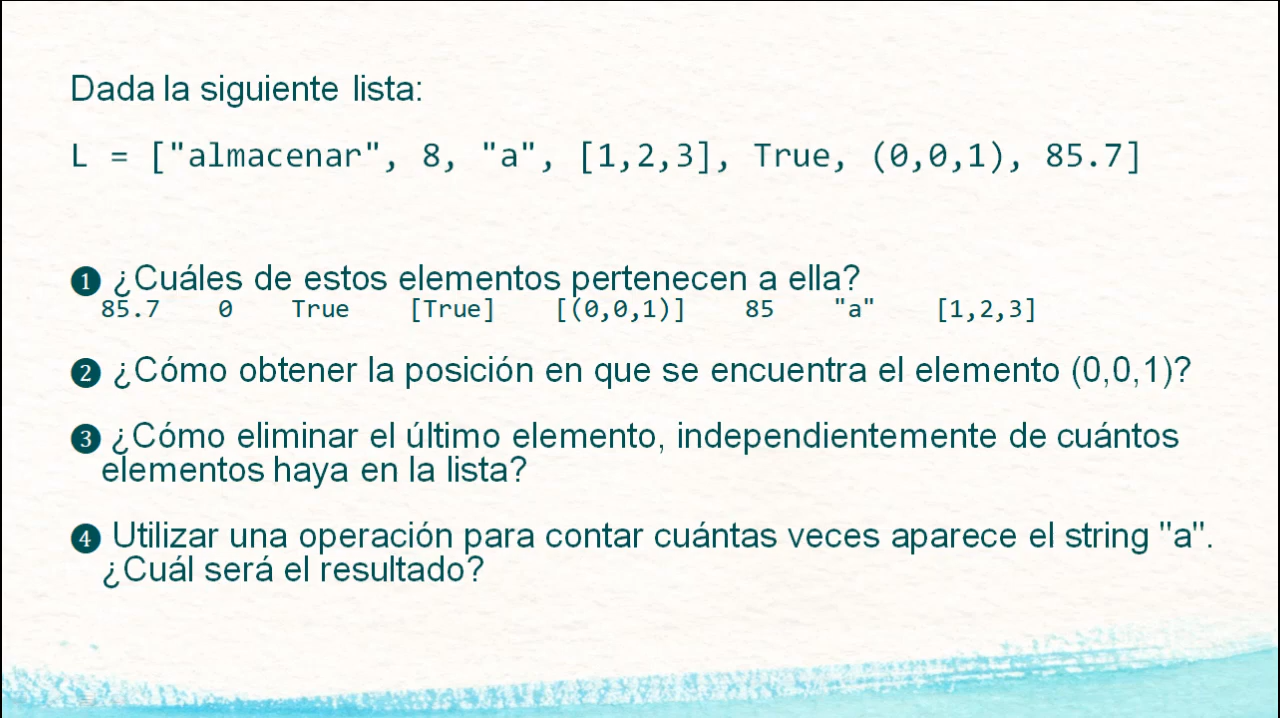 Dada la siguiente lista:
L = ["almacenar", 8, "a", [1,2,3], True, (0,0,1), 85.7]
❶ ¿Cuáles de estos elementos pertenecen a ella?
85.7 0 True [True] [(0,0,1)] 85 "a" [1,2,3]
❷ ¿Cómo obtener la posición en que se encuentra el elemento (0,0,1)?
❸ ¿Cómo eliminar el último elemento, independientemente de cuántos
elementos haya en la lista?
❹ Utilizar una operación para contar cuántas veces aparece el string "a".
¿Cuál será el resultado?